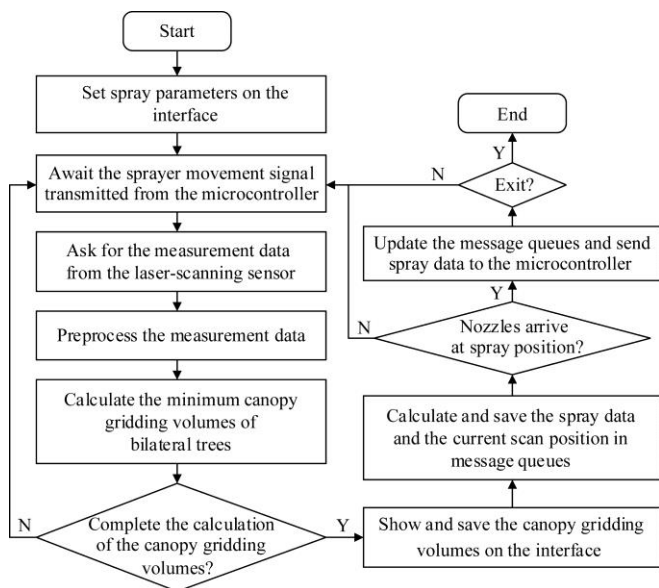 Start
Set spray parameters on the
interface
Await the sprayer movement signal
transmitted from the microcontroller
Ask for the measurement data
from the laser-scanning sensor
Preprocess the measurement data
Calculate the minimum canopy
gridding volumes of
bilateral trees
N
Complete the calculation
of the canopy gridding
volumes?
Y
Show and save the canopy gridding
volumes on the interface
Calculate and save the spray data
and the current scan position in
message queues
N
Nozzles arrive
at spray position?
Y
Update the message queues and send
spray data to the microcontroller
N
Exit?
Y
End